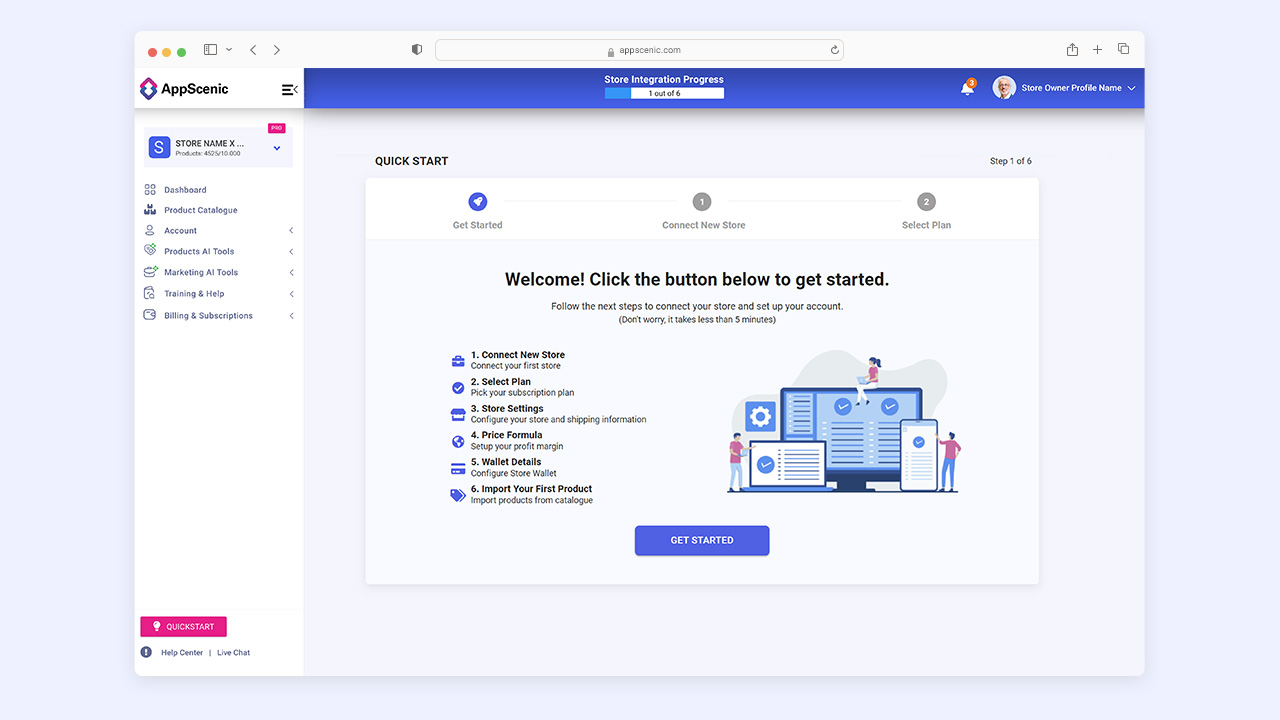 appscenic.com
AppScenic
Store Integration Progress
1 out of 6
3
Store Owner Profile Name
PRO
S
STORE NAME X ...
Products: 4525/10.000
Dashboard
Product Catalogue
Account
Products AI Tools
Marketing AI Tools
Training & Help
Billing & Subscriptions
QUICKSTART
Help Center | Live Chat
QUICK START
Step 1 of 6
1
2
Get Started
Connect New Store
Select Plan
Welcome! Click the button below to get started.
Follow the next steps to connect your store and set up your account.
(Don't worry, it takes less than 5 minutes)
1. Connect New Store
Connect your first store
2. Select Plan
Pick your subscription plan
3. Store Settings
Configure your store and shipping information
4. Price Formula
Setup your profit margin
5. Wallet Details
Configure Store Wallet
6. Import Your First Product
Import products from catalogue
GET STARTED